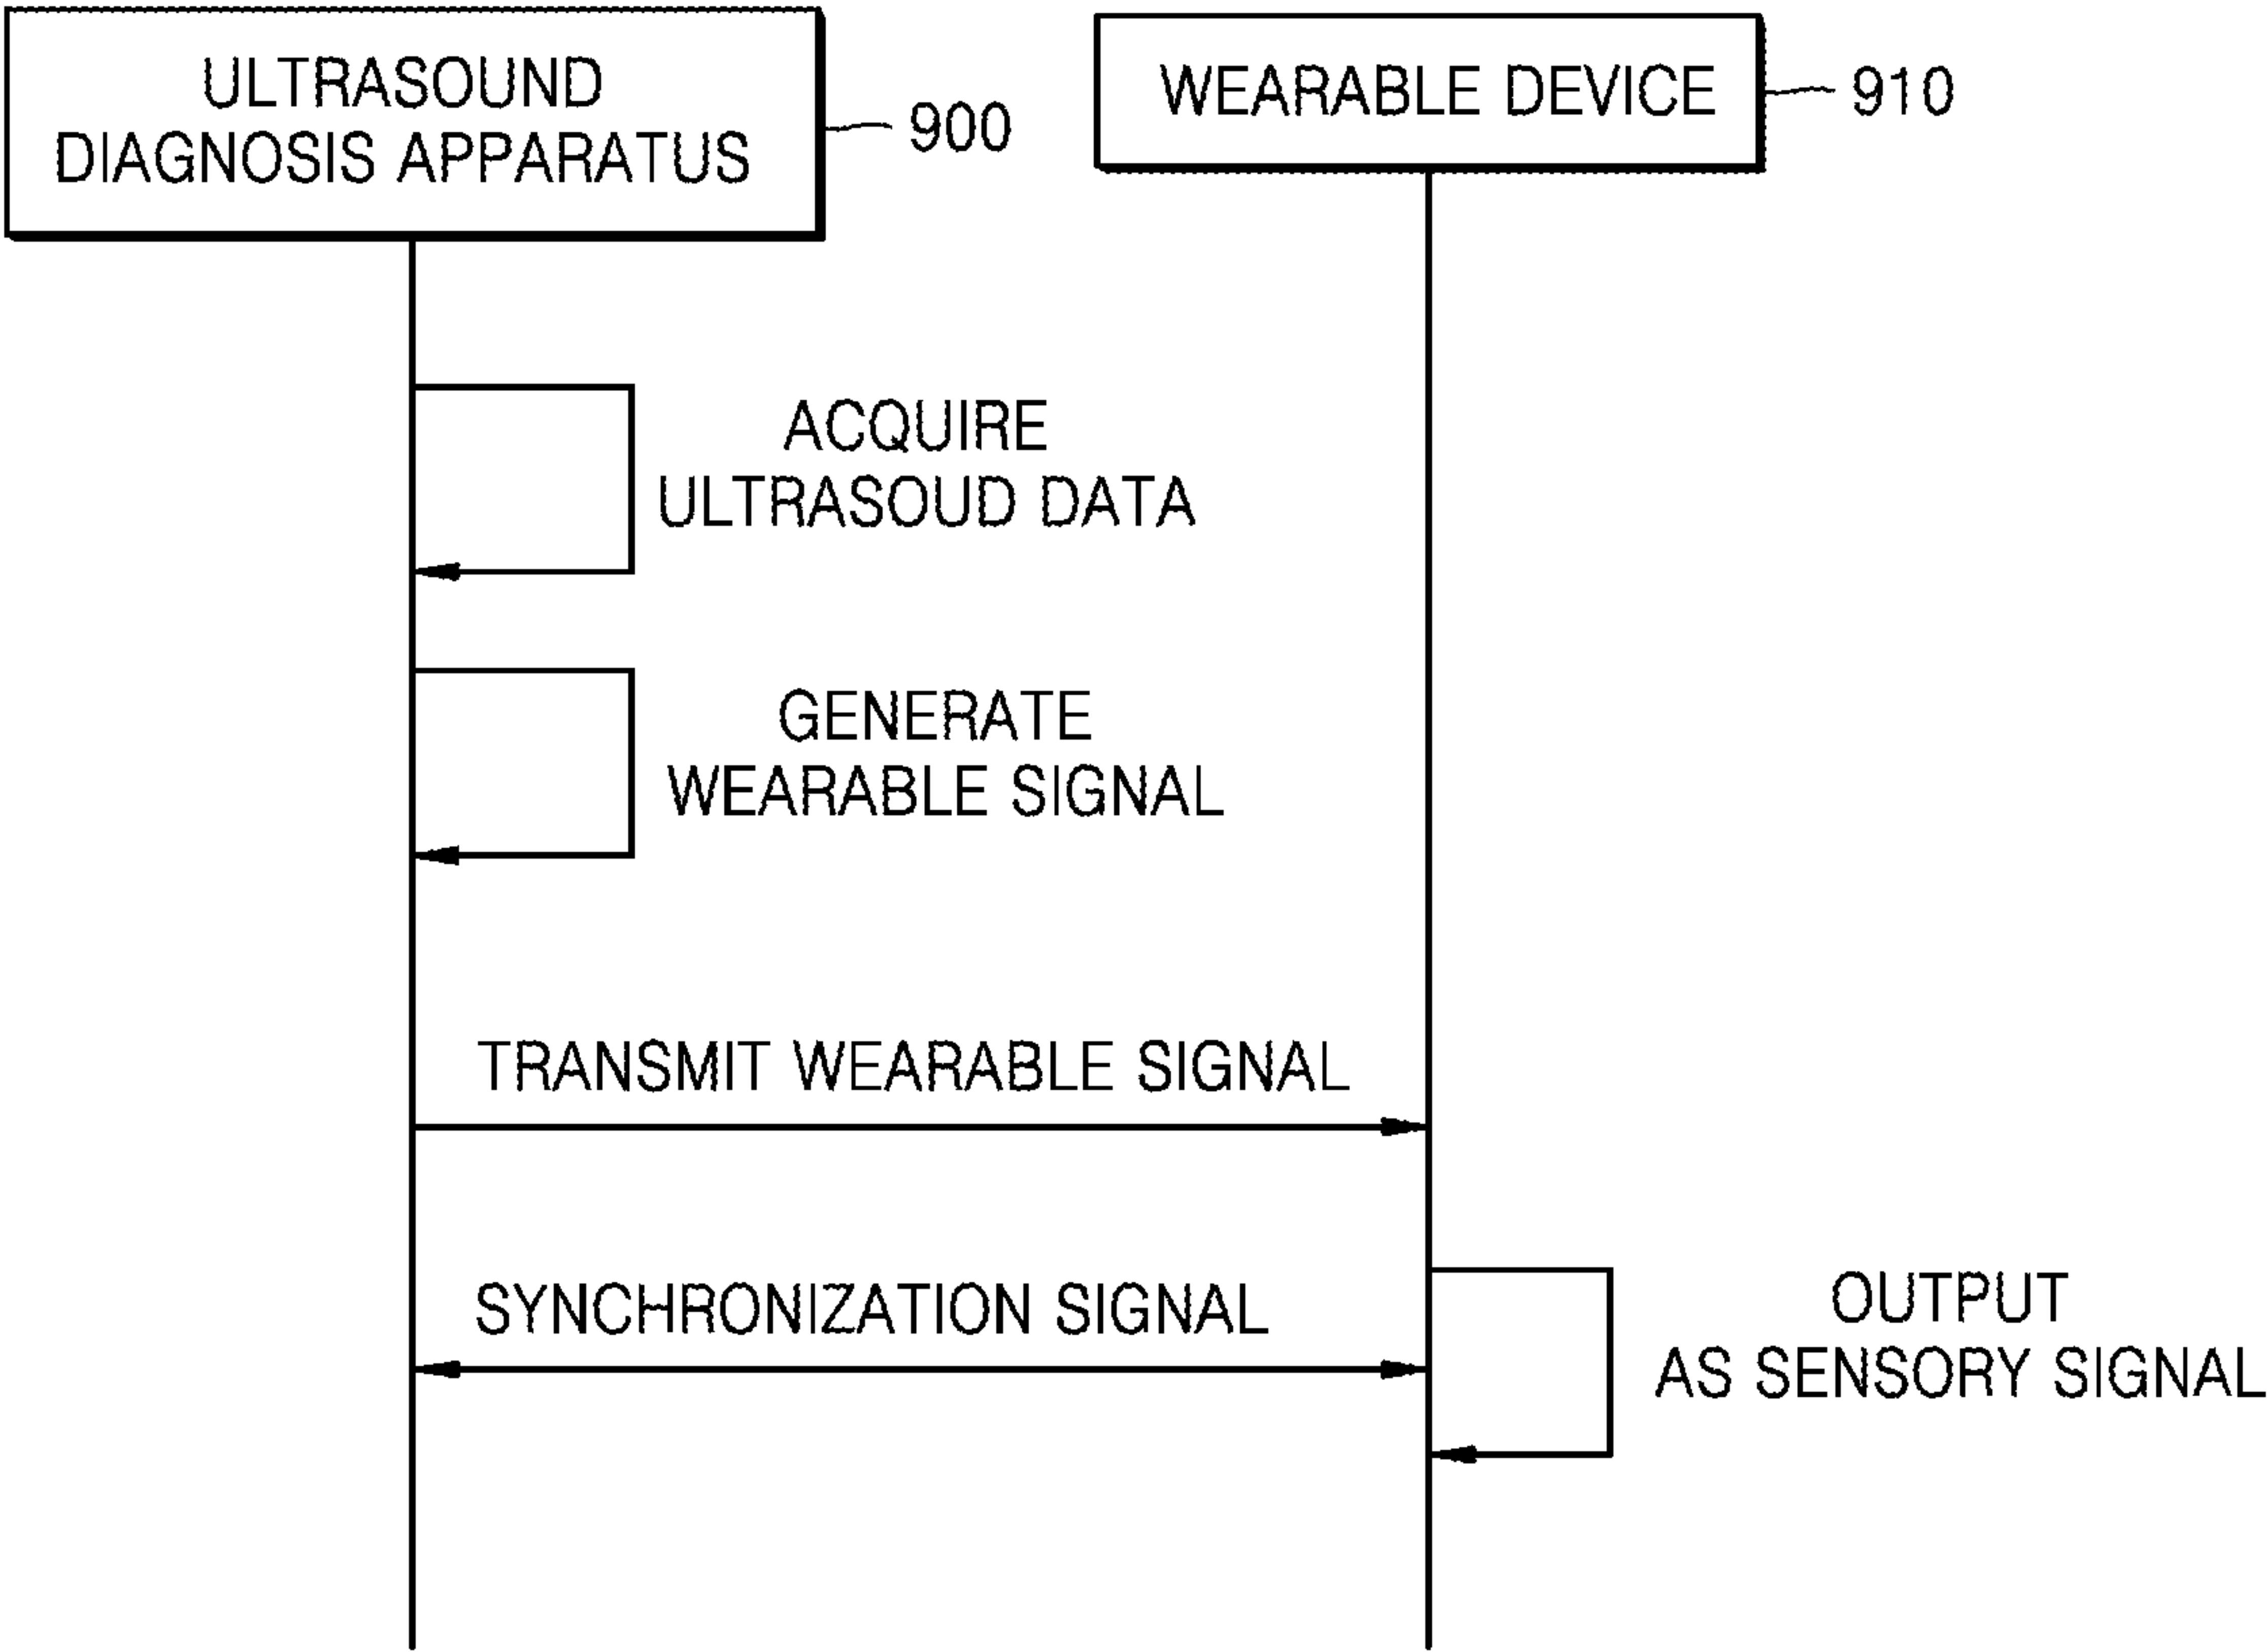 ULTRASOUND
DIAGNOSIS APPARATUS
900
WEARABLE DEVICE
910
ACQUIRE
ULTRASOUD DATA
GENERATE
WEARABLE SIGNAL
TRANSMIT WEARABLE SIGNAL
SYNCHRONIZATION SIGNAL
OUTPUT
AS SENSORY SIGNAL